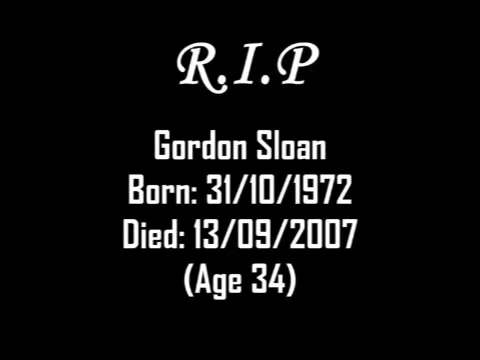 R.I.P
Gordon Sloan
Born: 31/10/1972
Died: 13/09/2007
(Age 34)